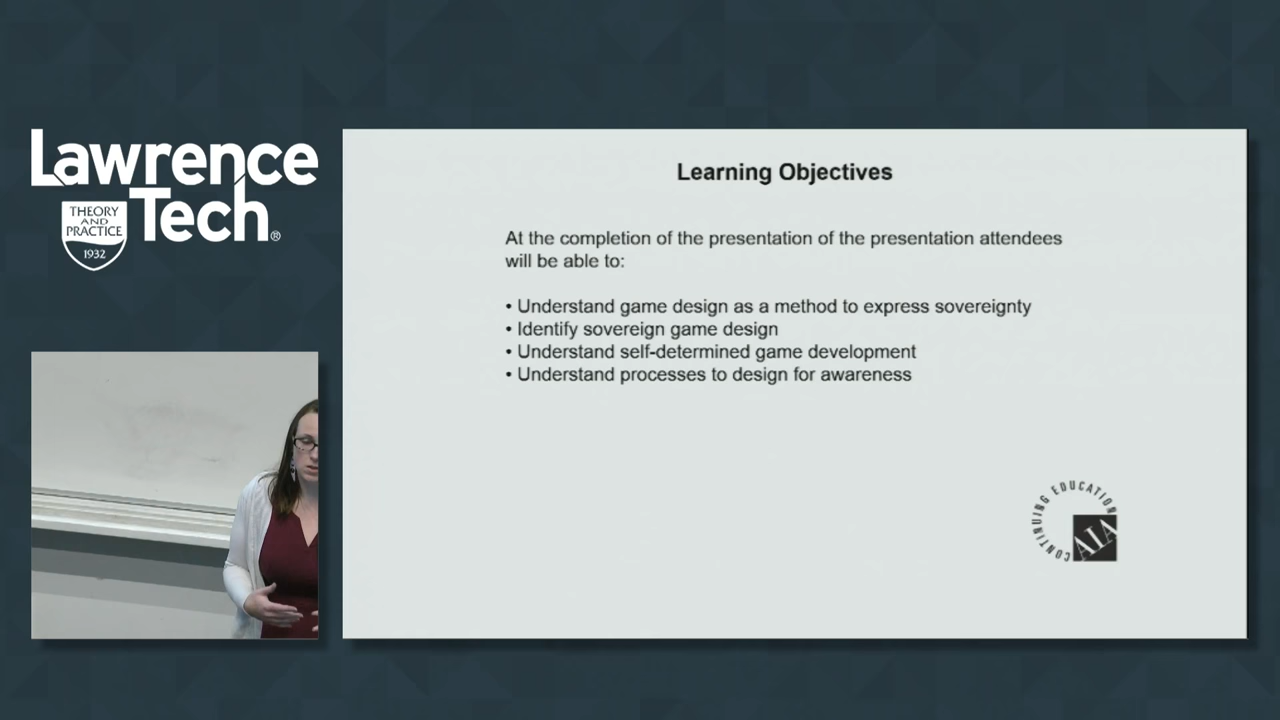 Lawrence
Tech®
THEORY
AND
PRACTICE
1932
Learning Objectives
At the completion of the presentation of the presentation attendees
will be able to:
• Understand game design as a method to express sovereignty
• Identify sovereign game design
• Understand self-determined game development
• Understand processes to design for awareness
CONTINUING EDUCATION
AIA